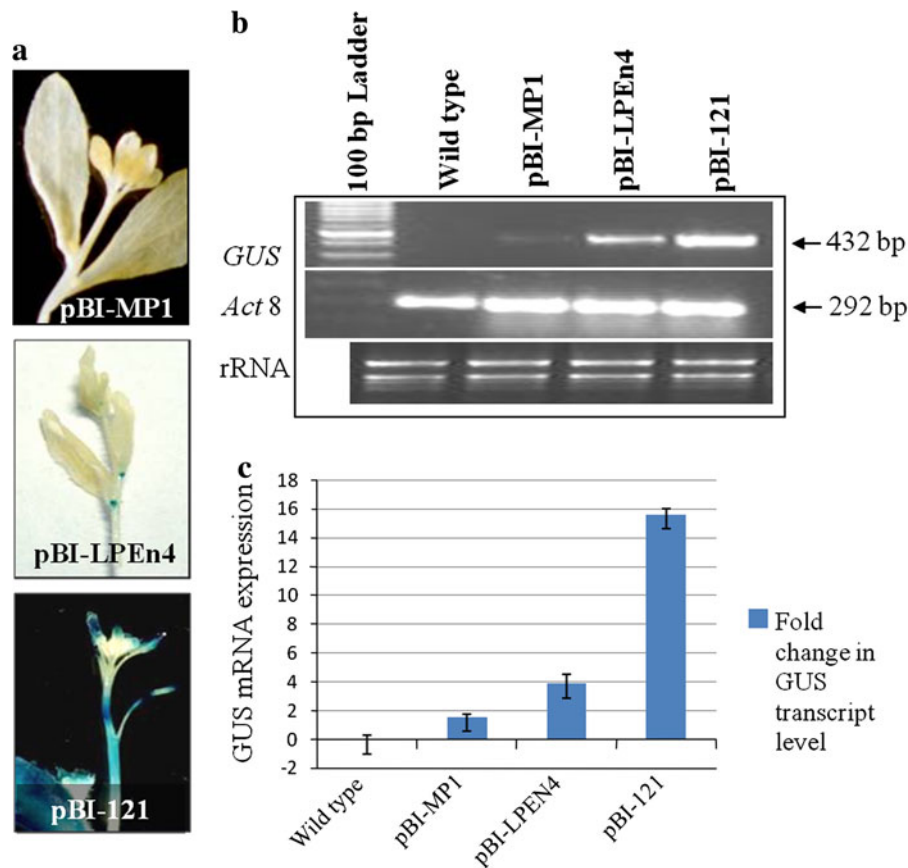 a
pBI-MP1
pBI-LPEn4
pBI-121
b
100 bp Ladder
Wild type
pBI-MP1
pBI-LPEn4
pBI-121
GUS
432 bp
Act 8
292 bp
rRNA
c
GUS mRNA expression
18
16
14
12
10
8
6
4
2
0
-2
Wild type
pBI-MP1
pBI-LPEN4
pBI-121
Fold
change in
GUS
transcript
level